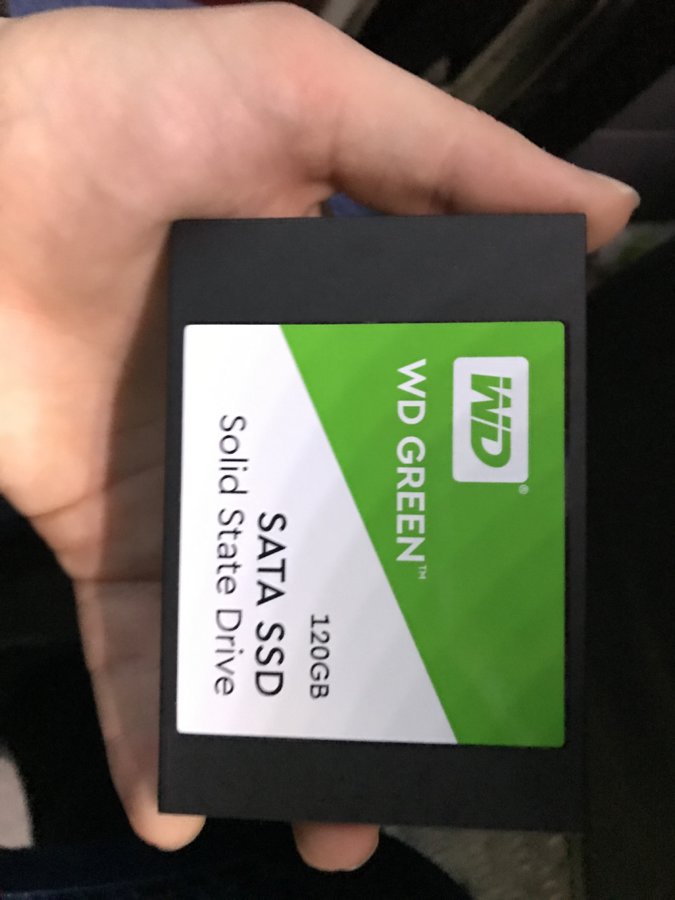 WD®
WD GREEN™
120GB
SATA SSD
Solid State Drive